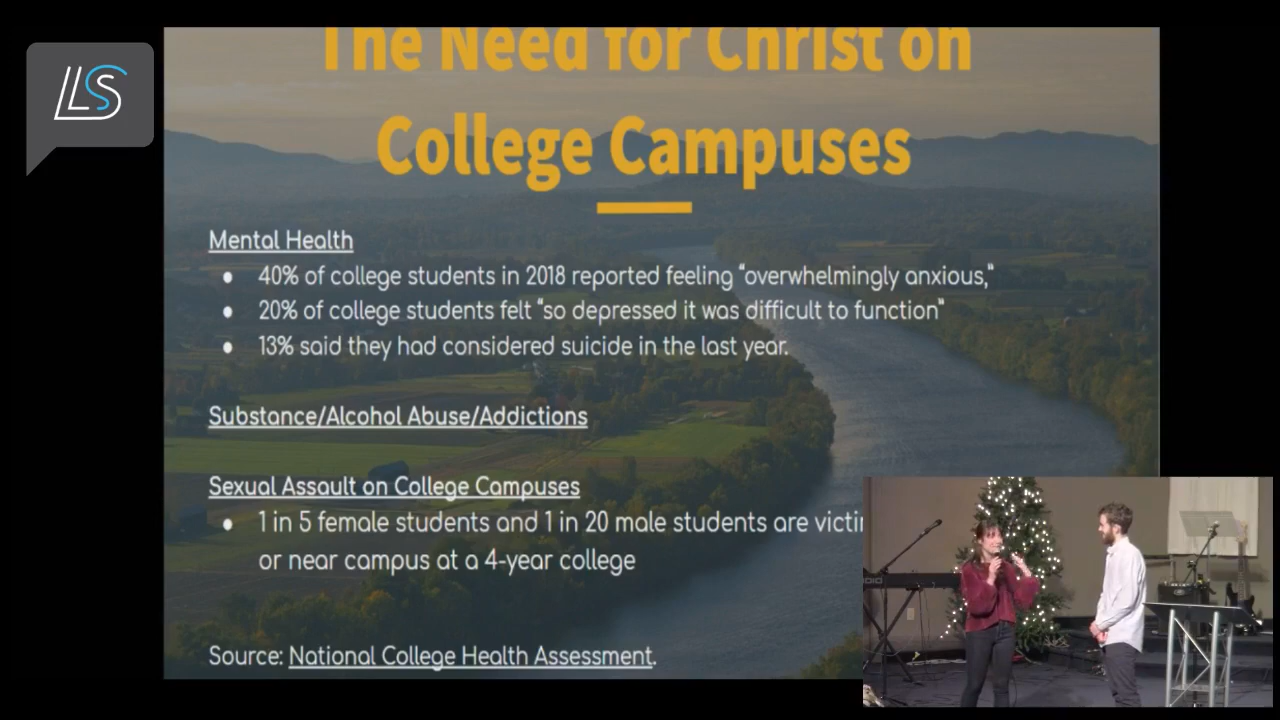 LS
The Need for Christ on
College Campuses
Mental Health
● 40% of college students in 2018 reported feeling “overwhelmingly anxious,”
● 20% of college students felt “so depressed it was difficult to function”
● 13% said they had considered suicide in the last year.
Substance/Alcohol Abuse/Addictions
Sexual Assault on College Campuses
● 1 in 5 female students and 1 in 20 male students are
or near campus at a 4-year college
Source: National College Health Assessment.